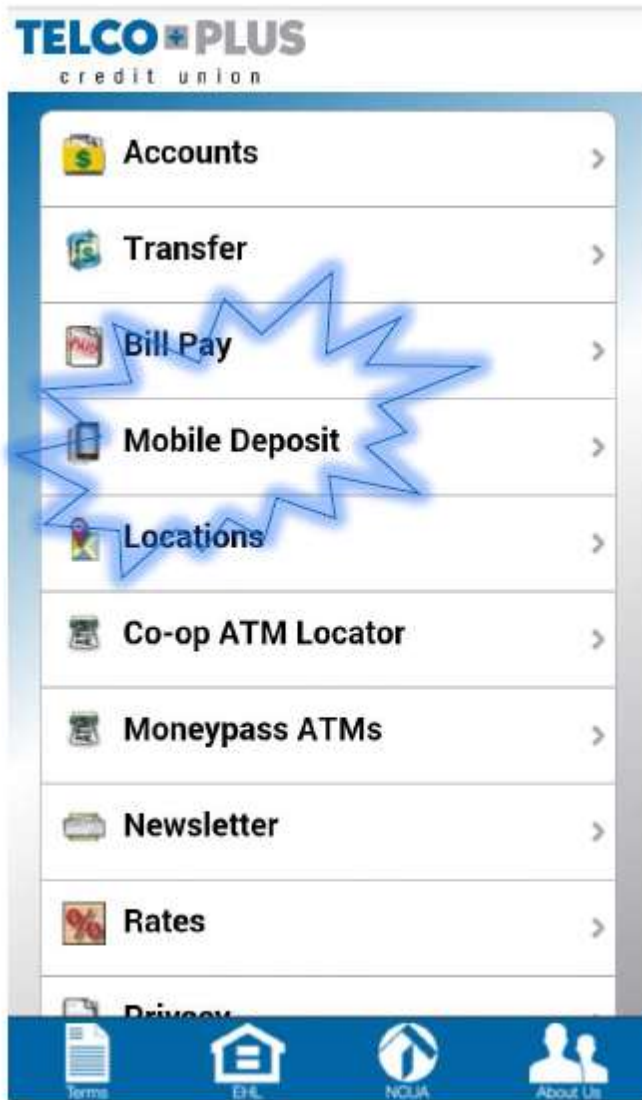 TELCO PLUS
credit union
Accounts
Transfer
Bill Pay
Mobile Deposit
Locations
Co-op ATM Locator
Moneypass ATMs
Newsletter
Rates
Privacy
Terms
EHL
NCUA
About Us